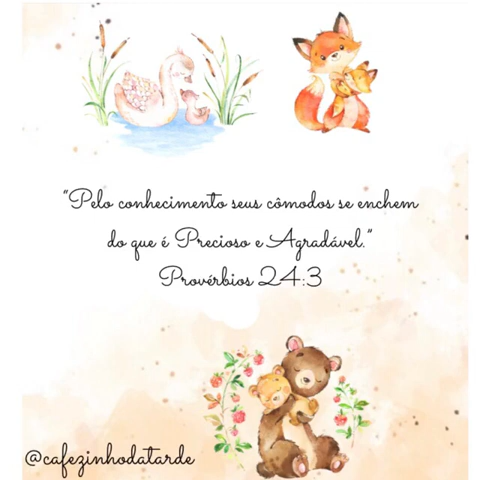 "Pelo conhecimento seus cômodos se enchem
do que é Precioso e Agradável."
Provérbios 24:3
@cafezinhodatarde